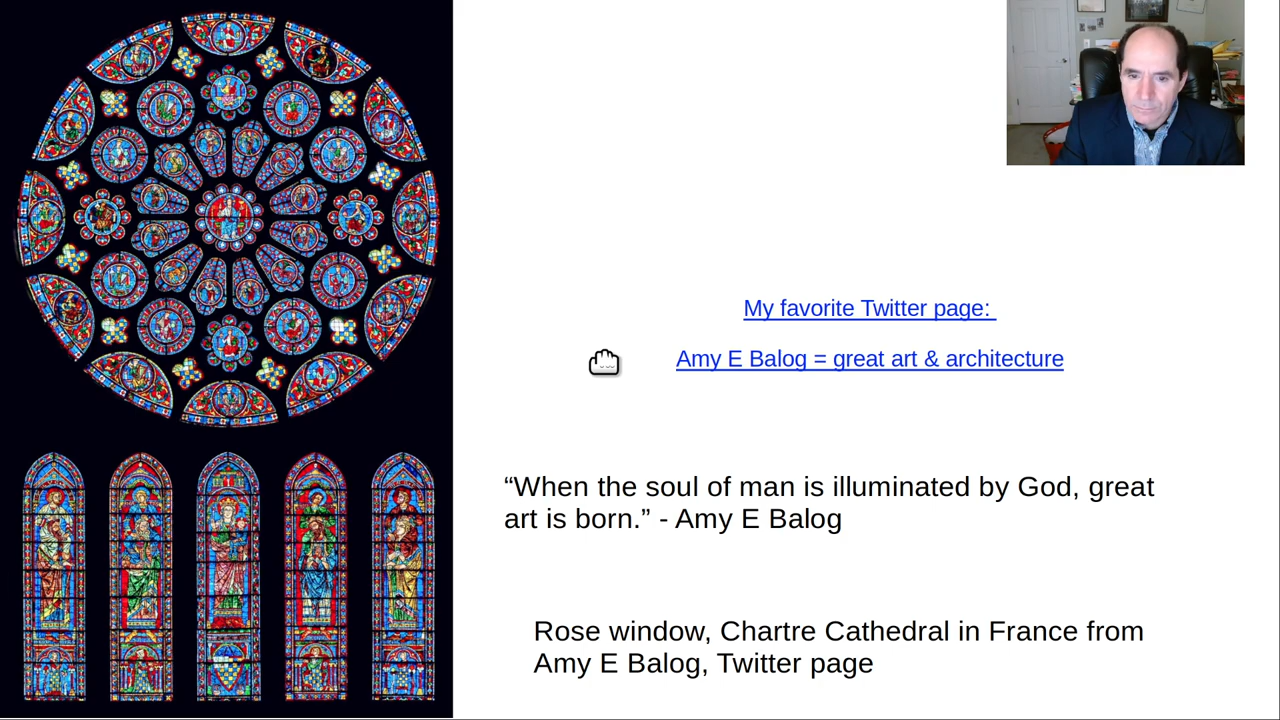 My favorite Twitter page:
Amy E Balog = great art & architecture
“When the soul of man is illuminated by God, great
art is born.” - Amy E Balog
Rose window, Chartre Cathedral in France from
Amy E Balog, Twitter page